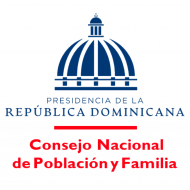 PRESIDENCIA DE LA
REPÚBLICA DOMINICANA
Consejo Nacional
de Población y Familia